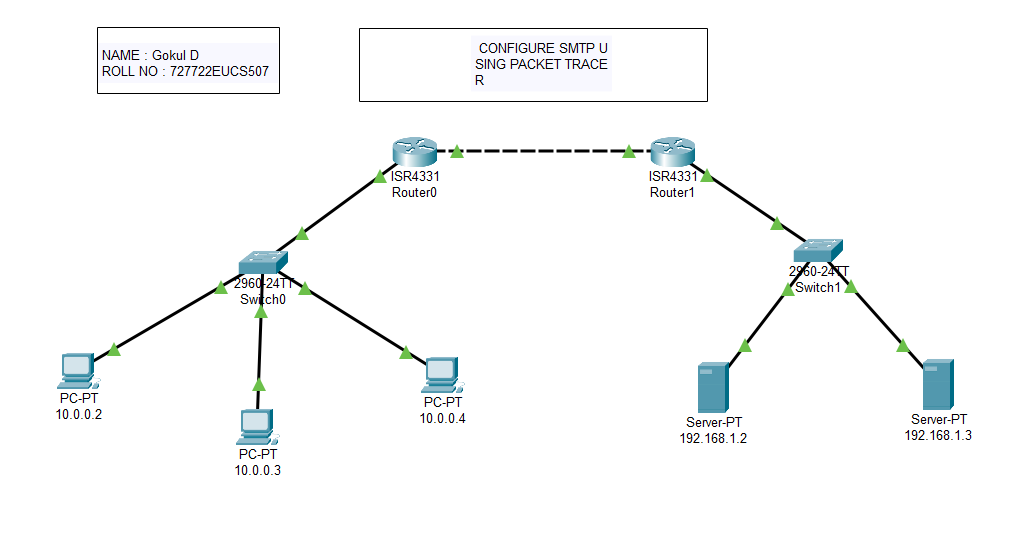 NAME : Gokul D
ROLL NO : 727722EUCS507
CONFIGURE SMTP U
SING PACKET TRACE
R
ISR4331
Router0
ISR4331
Router1
2960-24TT
Switch0
2960-24TT
Switch1
PC-PT
10.0.0.2
PC-PT
10.0.0.3
PC-PT
10.0.0.4
Server-PT
192.168.1.2
Server-PT
192.168.1.3